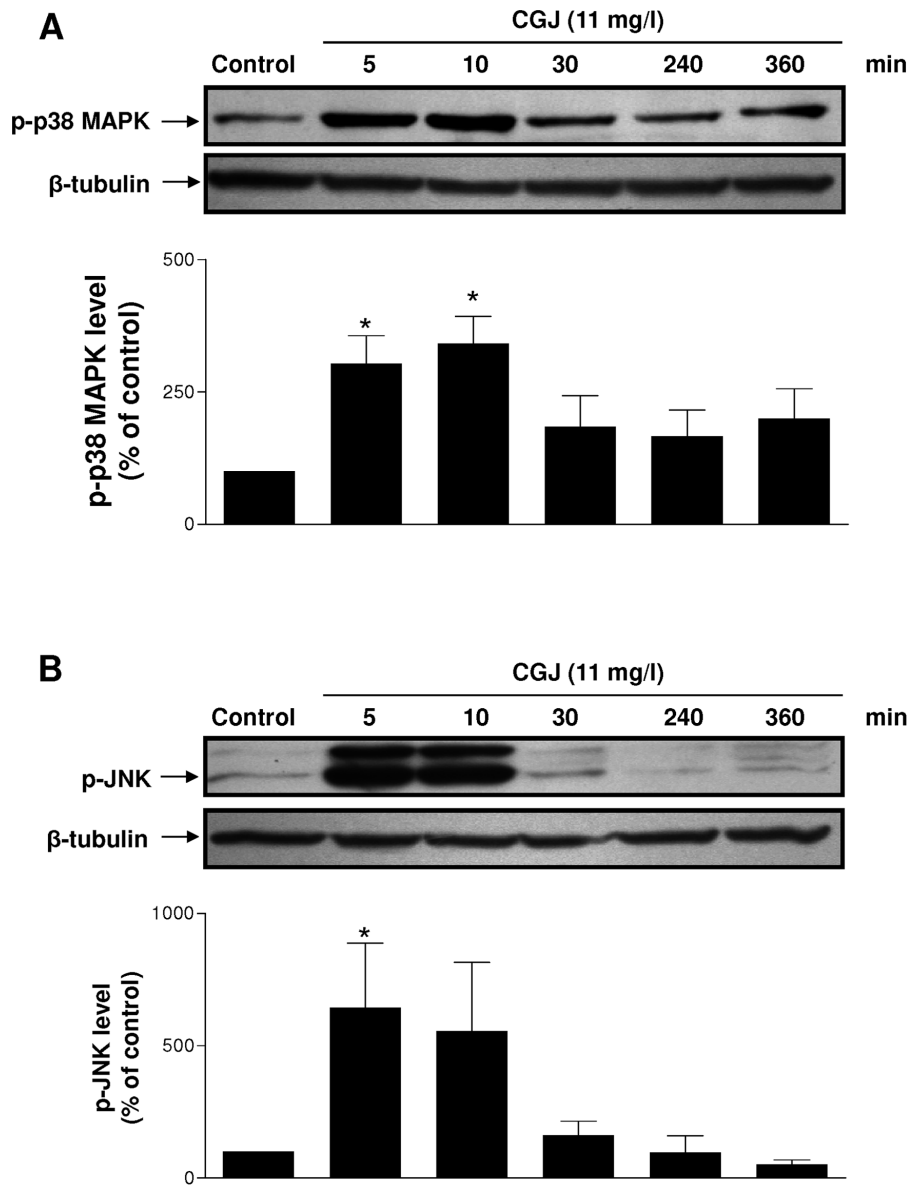 A
CGJ (11 mg/l)
Control 5 10 30 240 360 min
p-p38 MAPK
β-tubulin
500
250
0
p-p38 MAPK level
(% of control)
*
*
B
CGJ (11 mg/l)
Control 5 10 30 240 360 min
p-JNK
β-tubulin
1000
500
0
p-JNK level
(% of control)
*